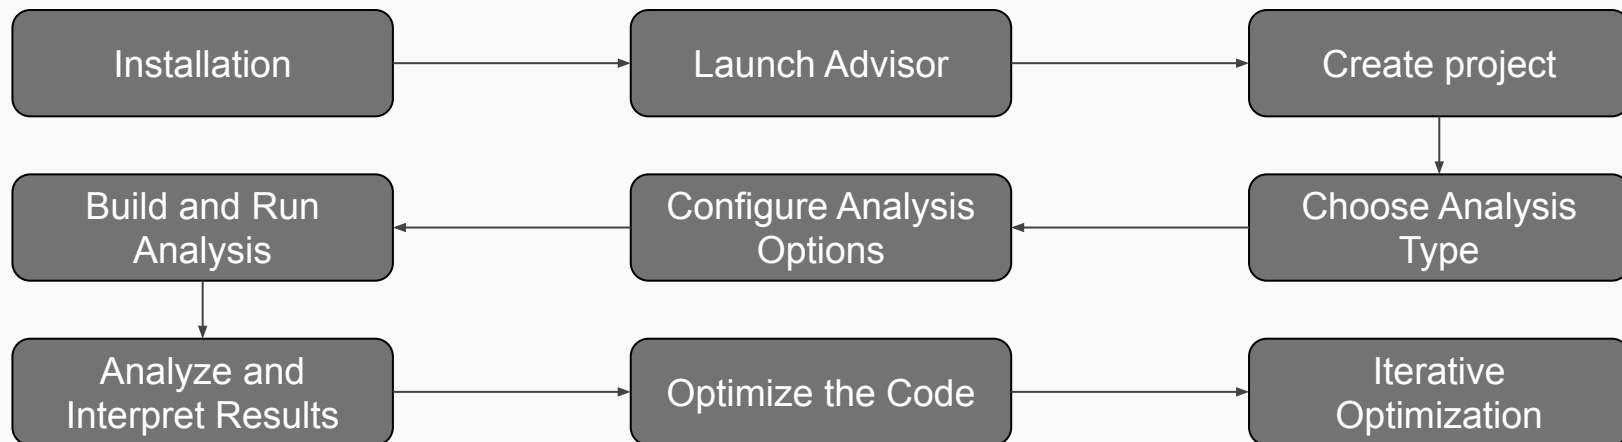 Installation
Launch Advisor
Create project
Choose Analysis
Type
Configure Analysis
Options
Build and Run
Analysis
Analyze and
Interpret Results
Optimize the Code
Iterative
Optimization